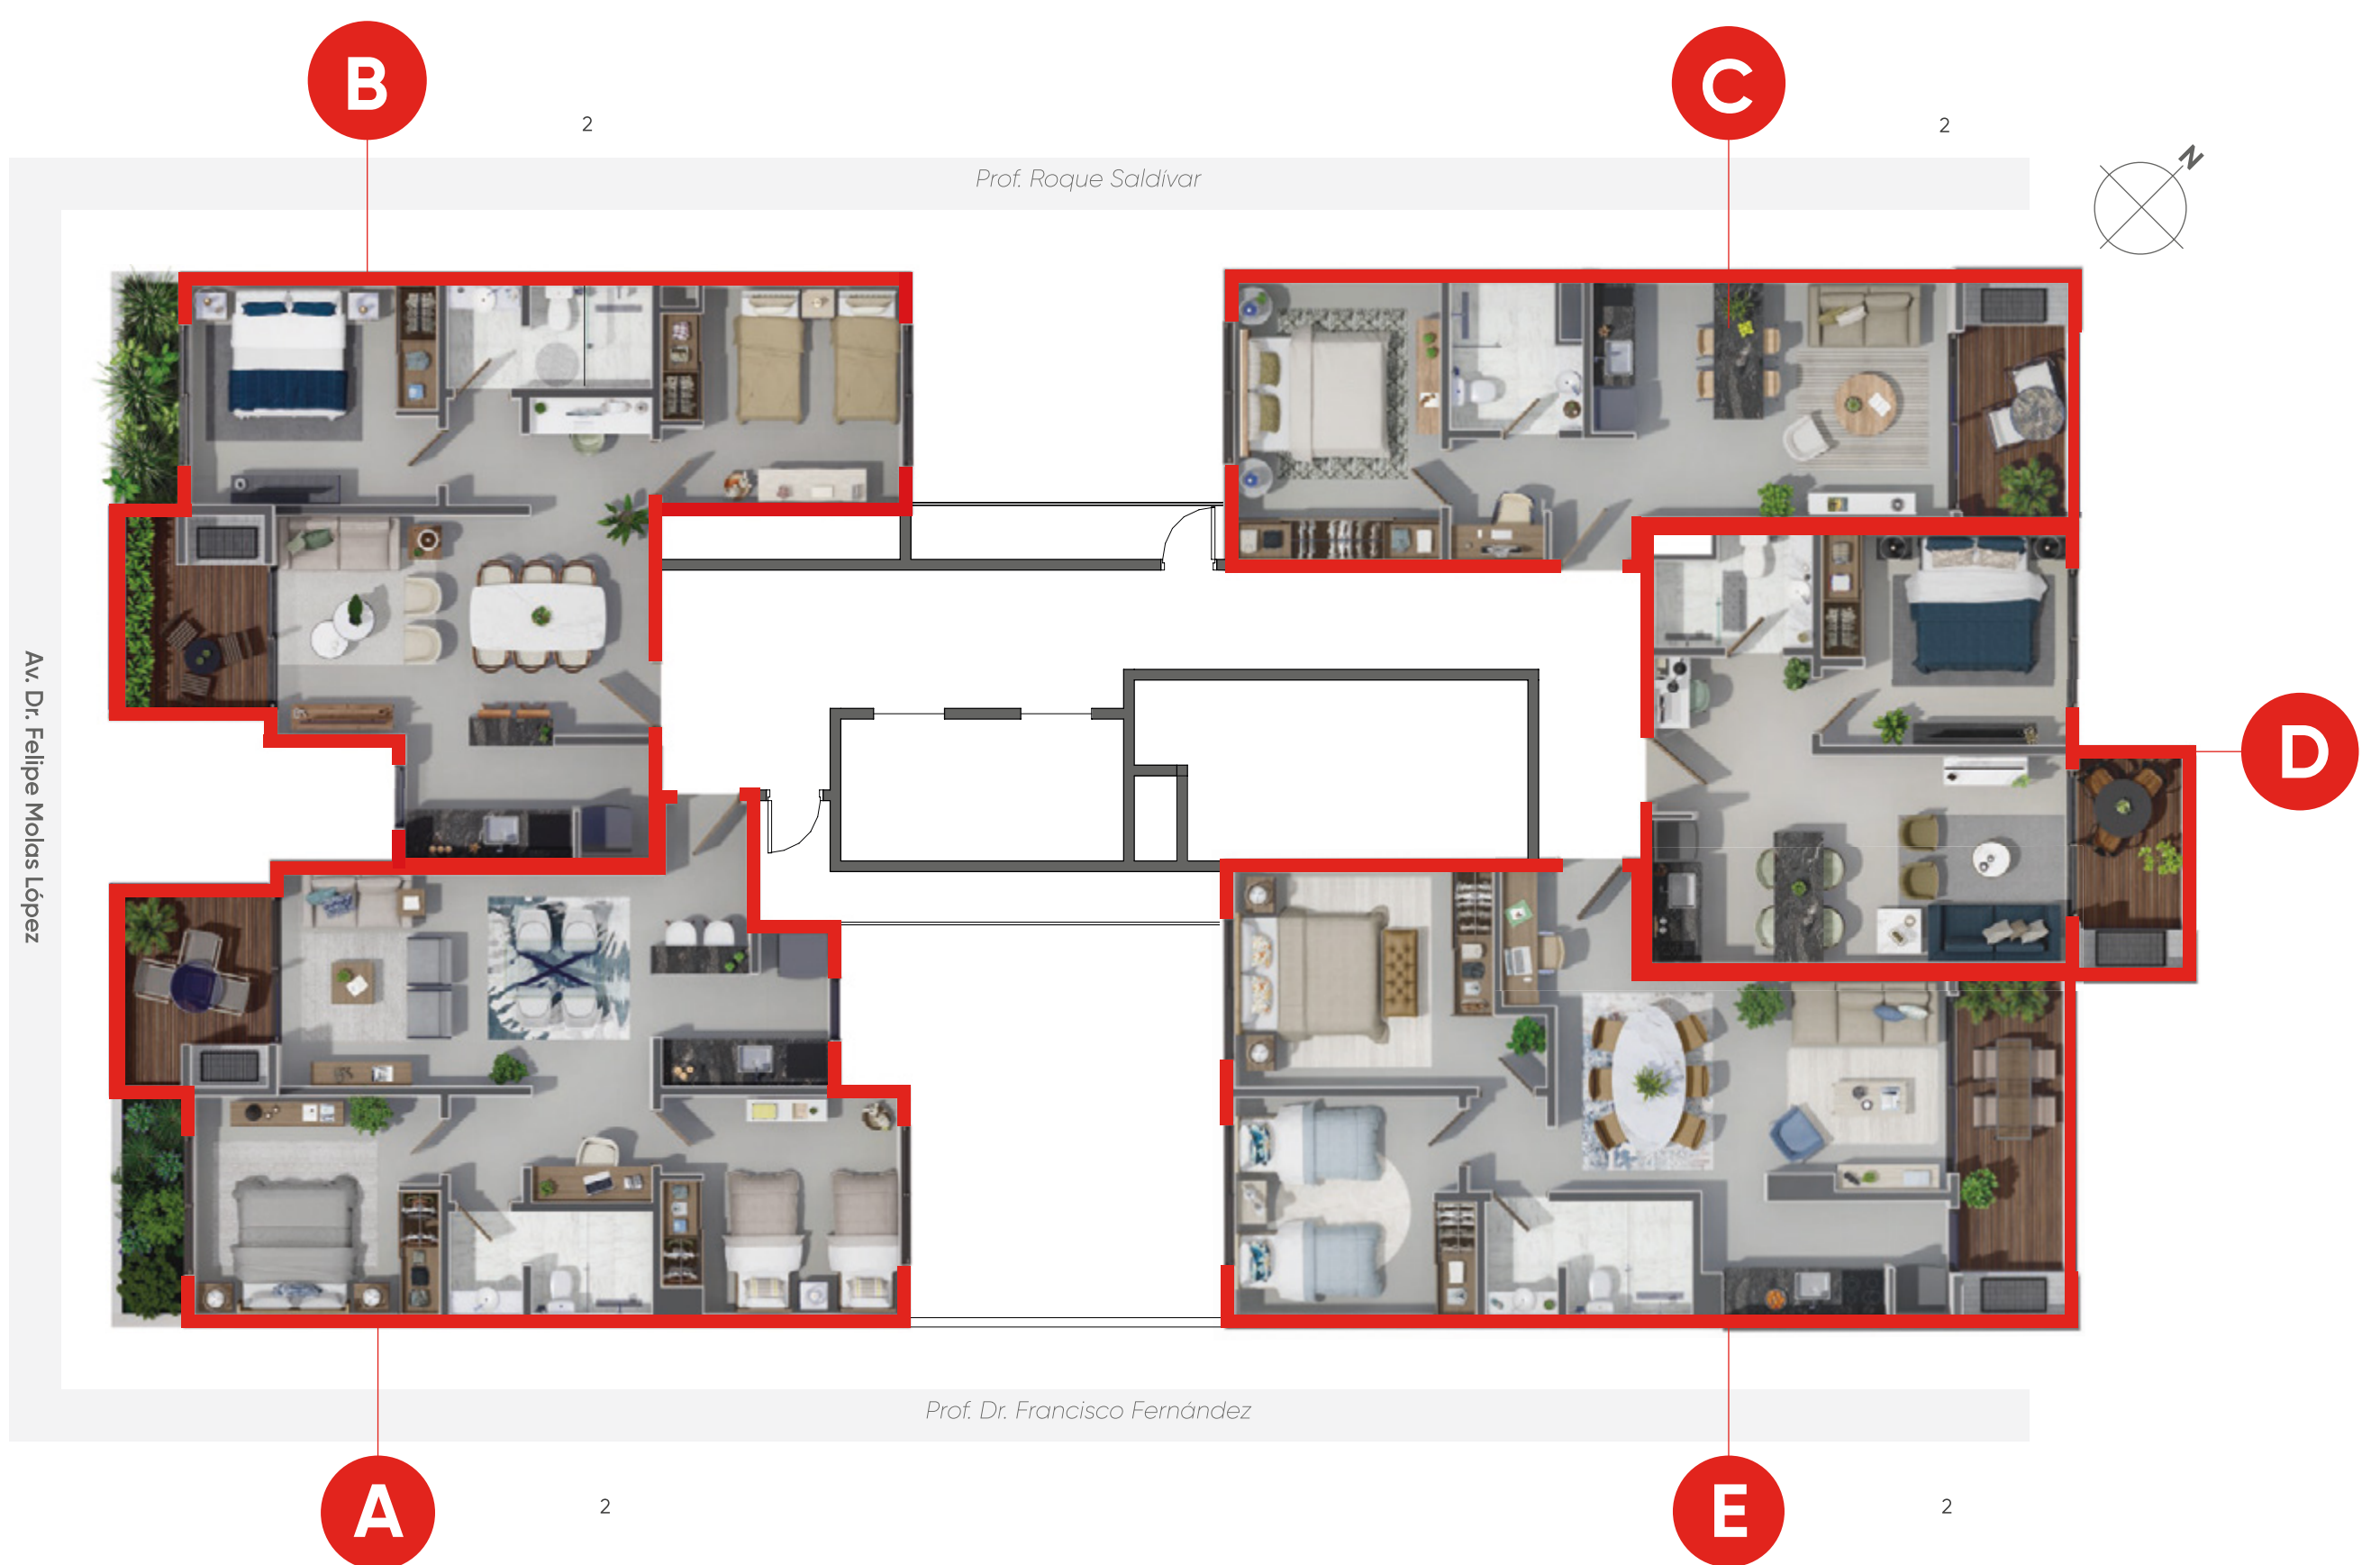 B
C
2
2
Prof. Roque Saldívar
N
Av. Dr. Felipe Molas López
D
Prof. Dr. Francisco Fernández
A
2
E
2